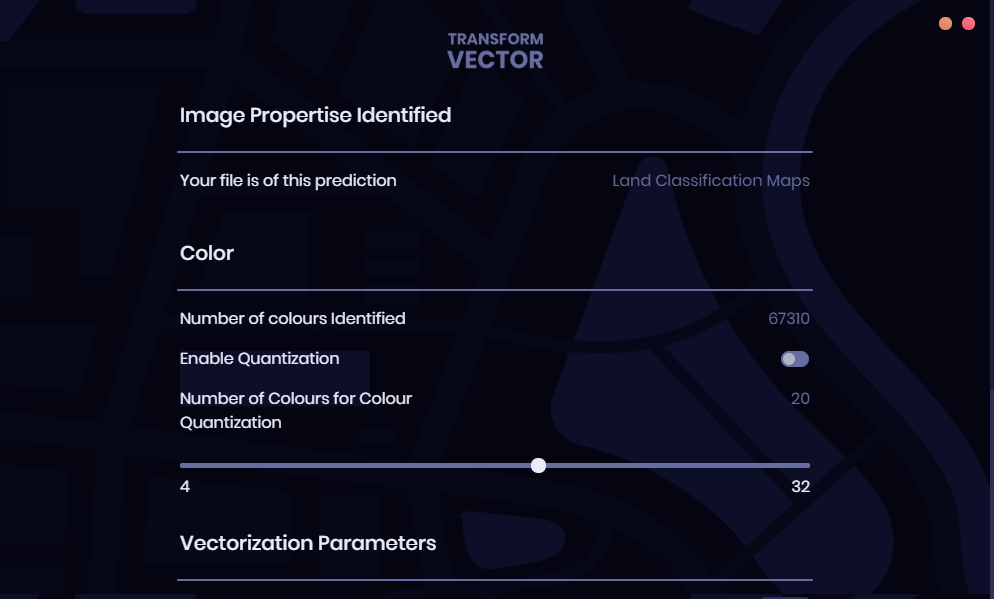 TRANSFORM
VECTOR
Image Propertise Identified
Your file is of this prediction Land Classification Maps
Color
Number of colours Identified 67310
Enable Quantization
Number of Colours for Colour 20
Quantization
4 32
Vectorization Parameters